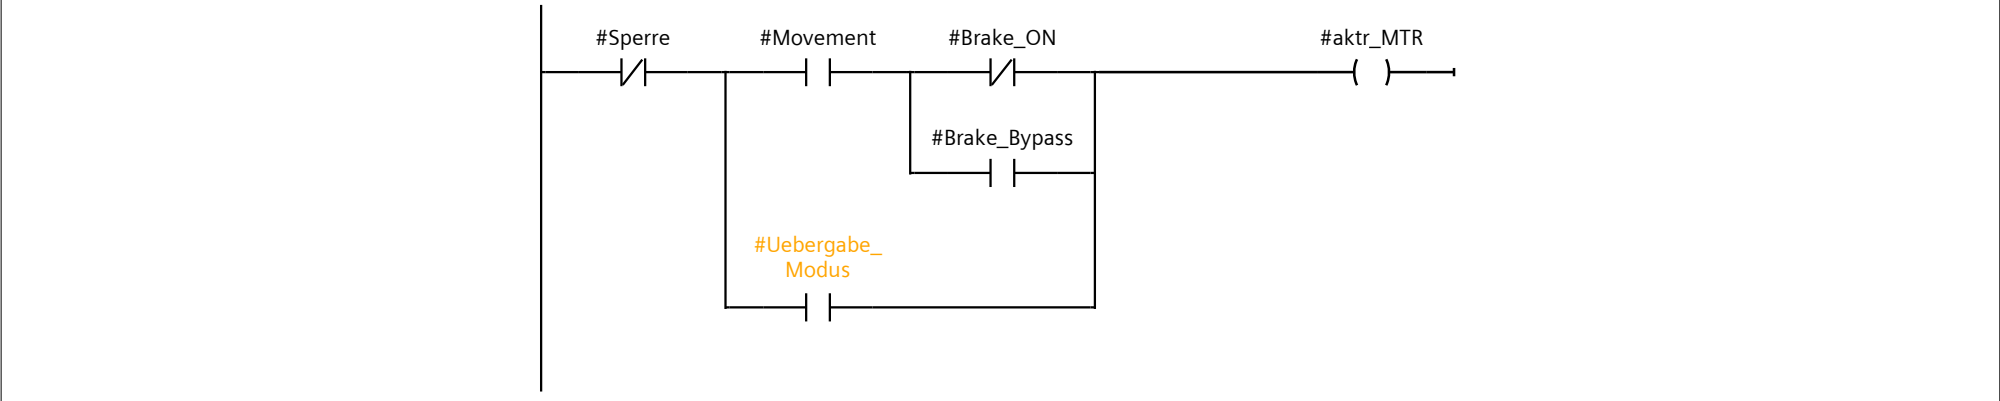 #Sperre
#Movement
#Brake_ON
#aktr_MTR
#Brake_Bypass
#Uebergabe_
Modus